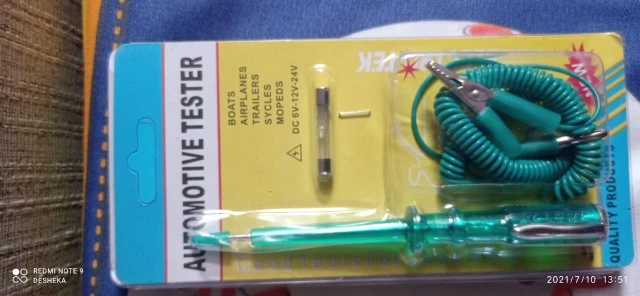 AUTOMOTIVE TESTER
BOATS
AIRPLANES
TRAILERS
SYCLES
MOPEDS
DC 6V-12V-24V
QUALITY PRODUCTS
REDMI NOTE 9
DESHEKA
2021/7/10 13:51